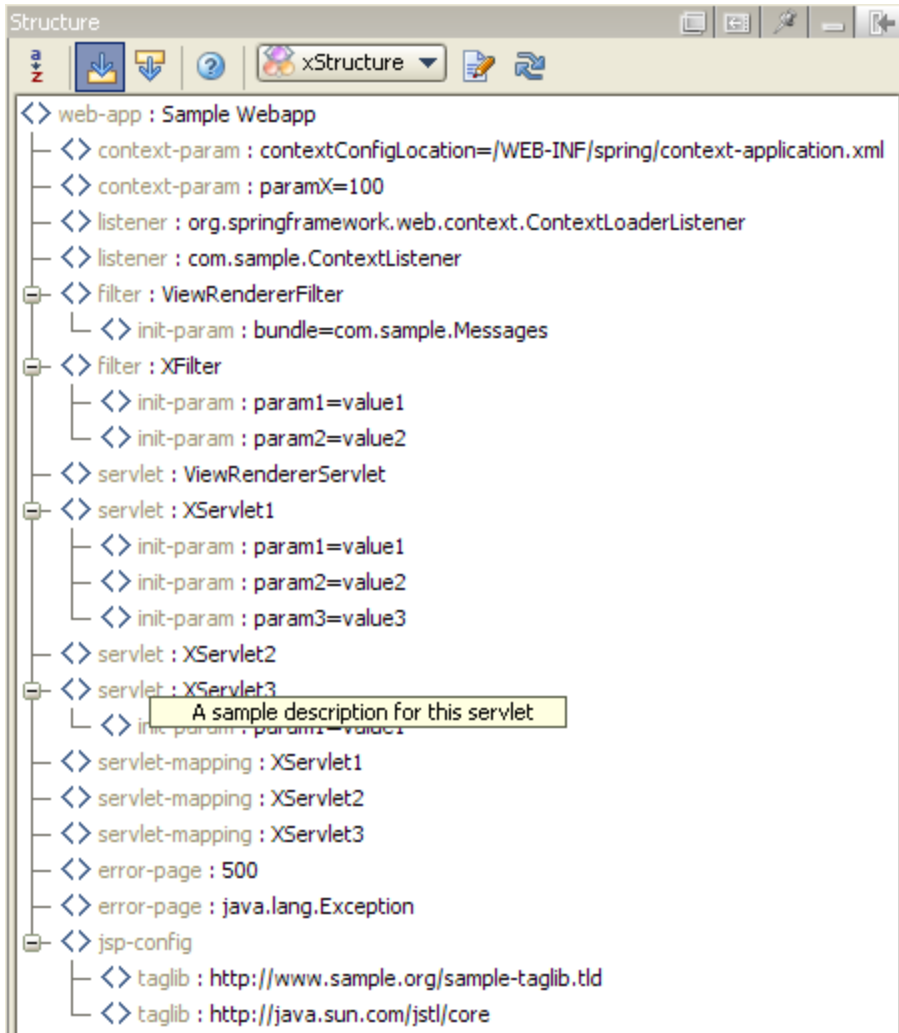 Structure
a
z
xStructure
web-app : Sample Webapp
context-param : contextConfigLocation=/WEB-INF/spring/context-application.xml
context-param : paramX=100
listener : org.springframework.web.context.ContextLoaderListener
listener : com.sample.ContextListener
filter : ViewRendererFilter
init-param : bundle=com.sample.Messages
filter : XFilter
init-param : param1=value1
init-param : param2=value2
servlet : ViewRendererServlet
servlet : XServlet1
init-param : param1=value1
init-param : param2=value2
init-param : param3=value3
servlet : XServlet2
servlet : XServlet3
A sample description for this servlet
init-param : param1=value1
servlet-mapping : XServlet1
servlet-mapping : XServlet2
servlet-mapping : XServlet3
error-page : 500
error-page : java.lang.Exception
jsp-config
taglib : http://www.sample.org/sample-taglib.tld
taglib : http://java.sun.com/jstl/core